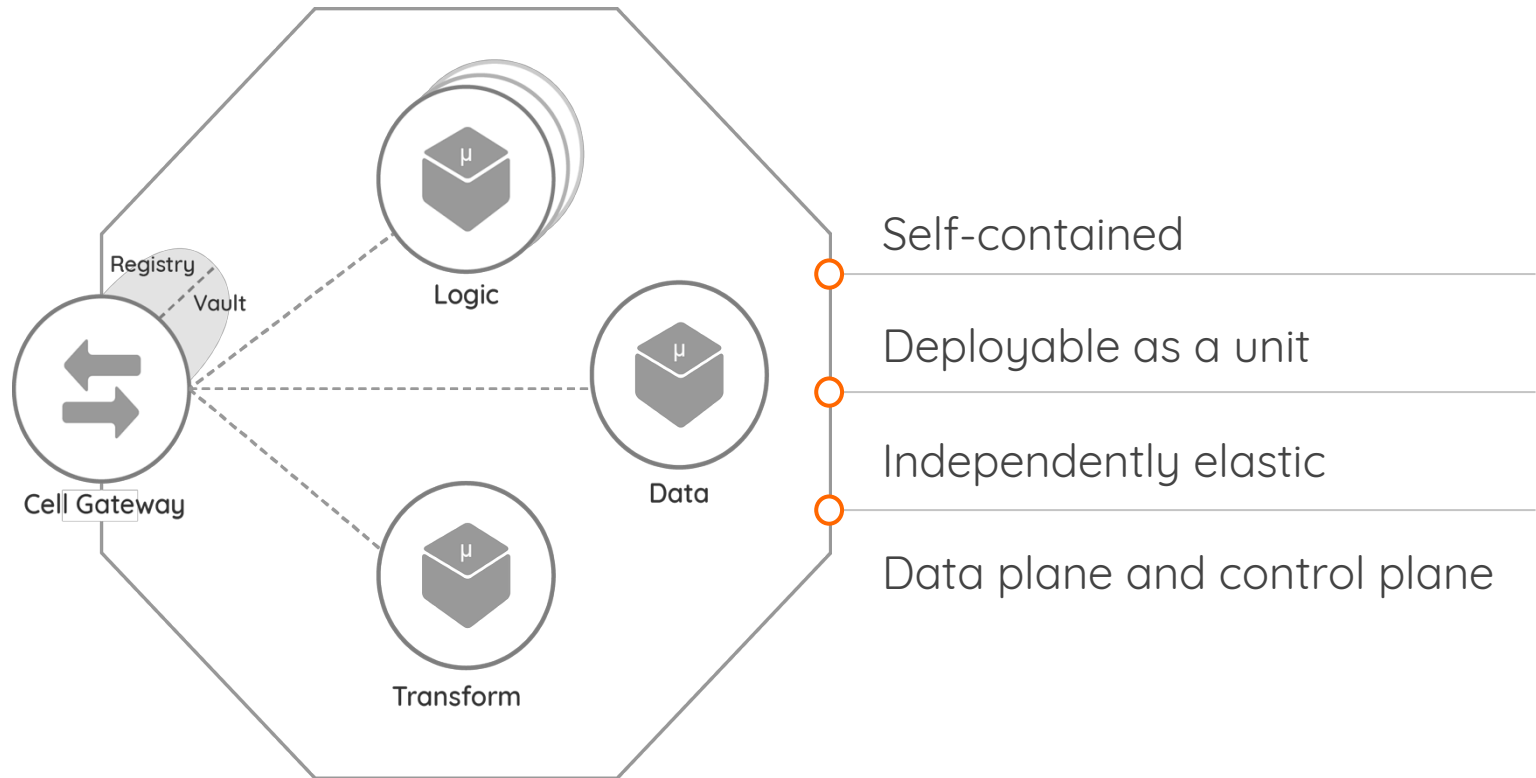 μ
Logic
Registry
Vault
Cell Gateway
μ
Data
μ
Transform
Self-contained
Deployable as a unit
Independently elastic
Data plane and control plane